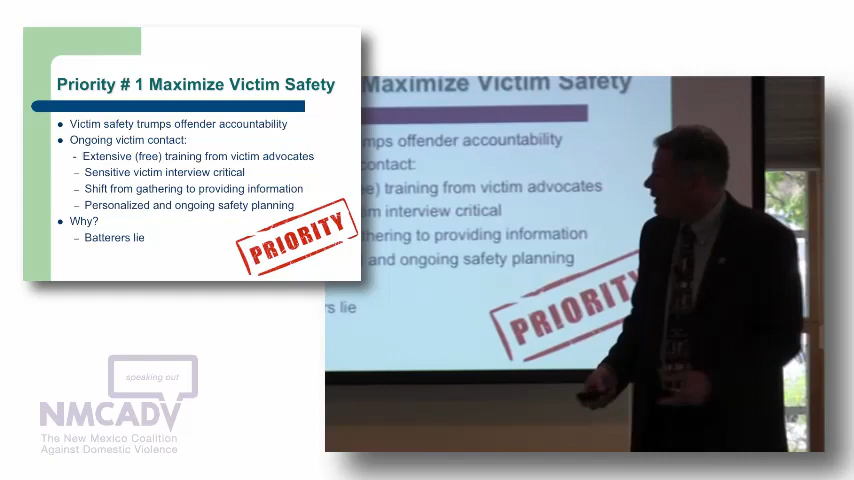 Priority # 1 Maximize Victim Safety
● Victim safety trumps offender accountability
● Ongoing victim contact:
- Extensive (free) training from victim advocates
– Sensitive victim interview critical
– Shift from gathering to providing information
– Personalized and ongoing safety planning
● Why?
– Batterers lie
PRIORITY
Maximize Victim Safety
mps offender accountability
contact:
ee) training from victim advocates
im interview critical
thering to providing information
and ongoing safety planning
rs lie
PRIORITY
speaking out
NMCADV
The New Mexico Coalition
Against Domestic Violence